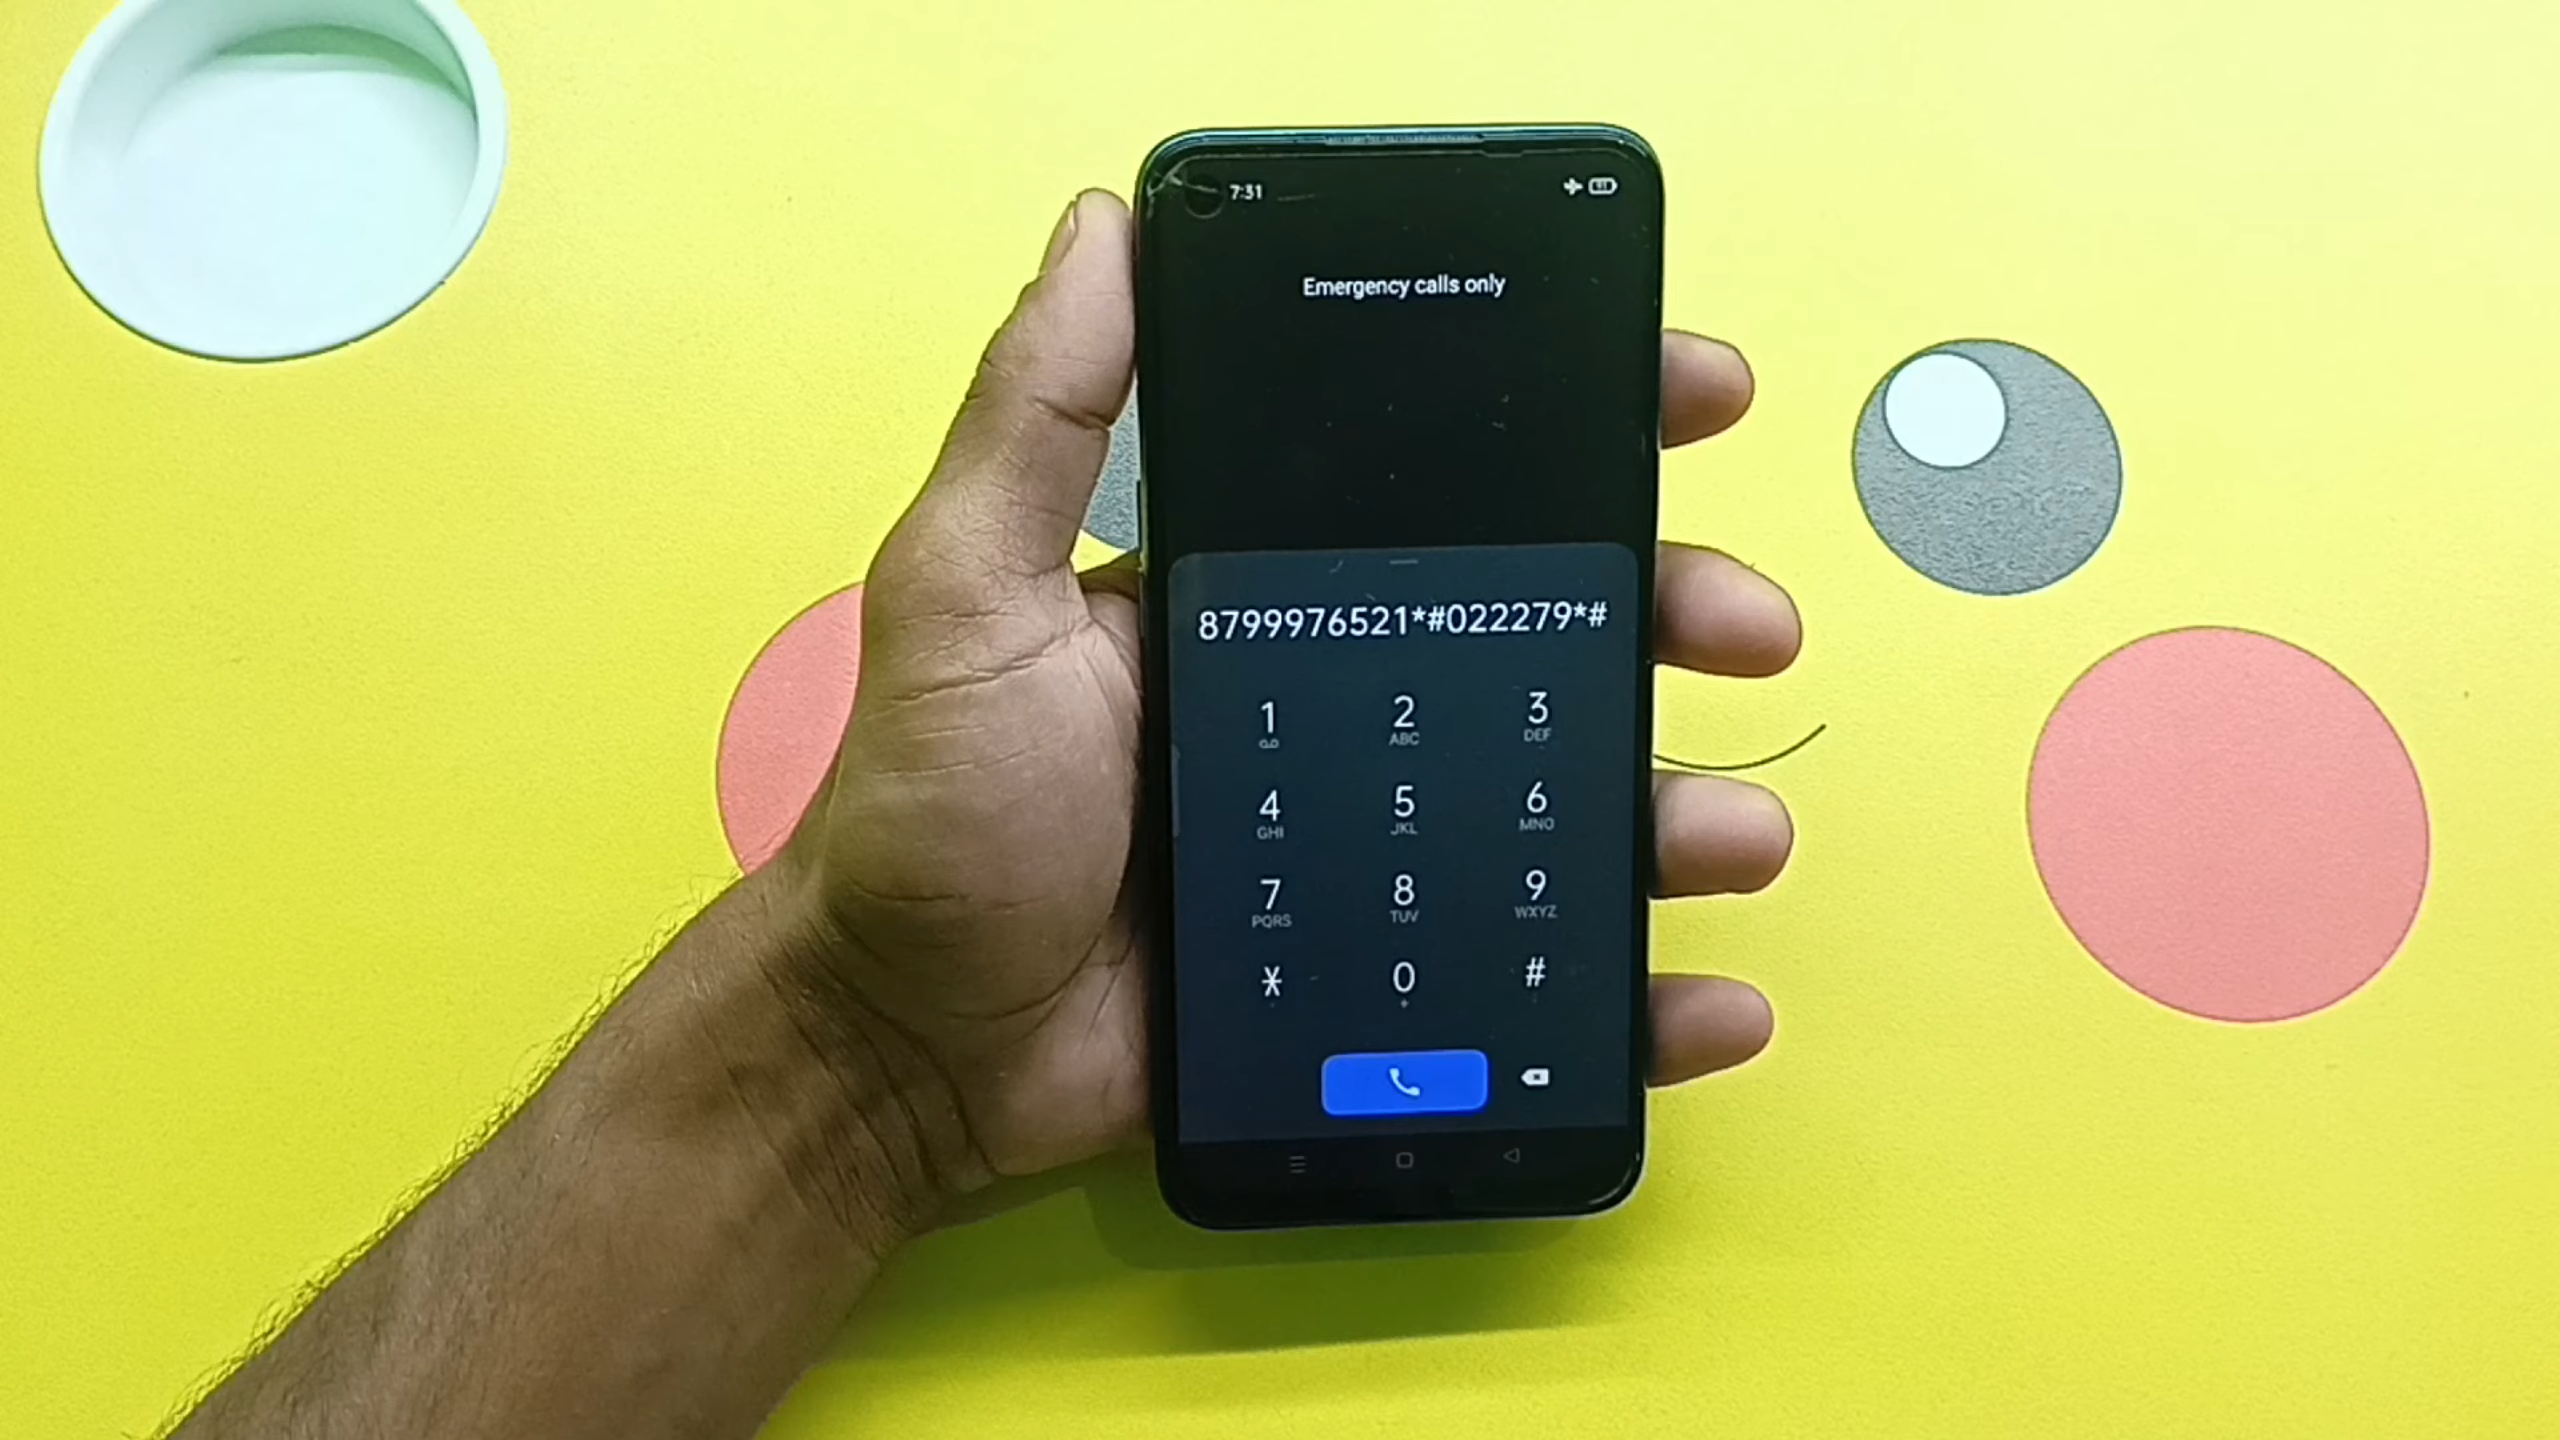 7:31
91
Emergency calls only
8799976521*#022279*#
1 2 3
ABC DEF
4 5 6
GHI JKL MNO
7 8 9
PQRS TUV WXYZ
* 0 #
+